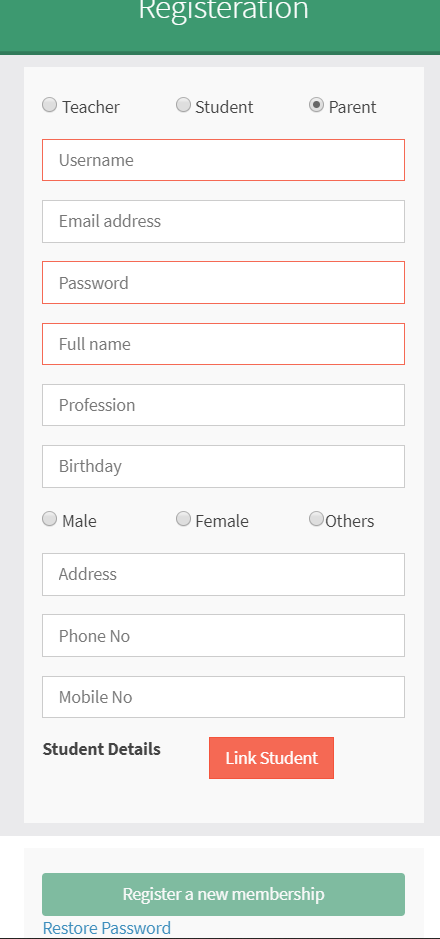 Registeration
Teacher Student Parent
Username
Email address
Password
Full name
Profession
Birthday
Male Female Others
Address
Phone No
Mobile No
Student Details Link Student
Register a new membership
Restore Password